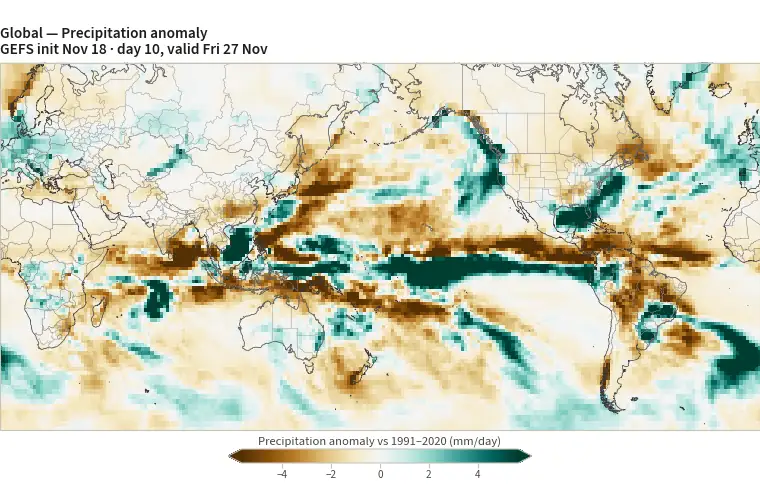 Global — Precipitation anomaly
GEFS init Nov 18 · day 10, valid Fri 27 Nov
Precipitation anomaly vs 1991–2020 (mm/day)
−4 −2 0 2 4